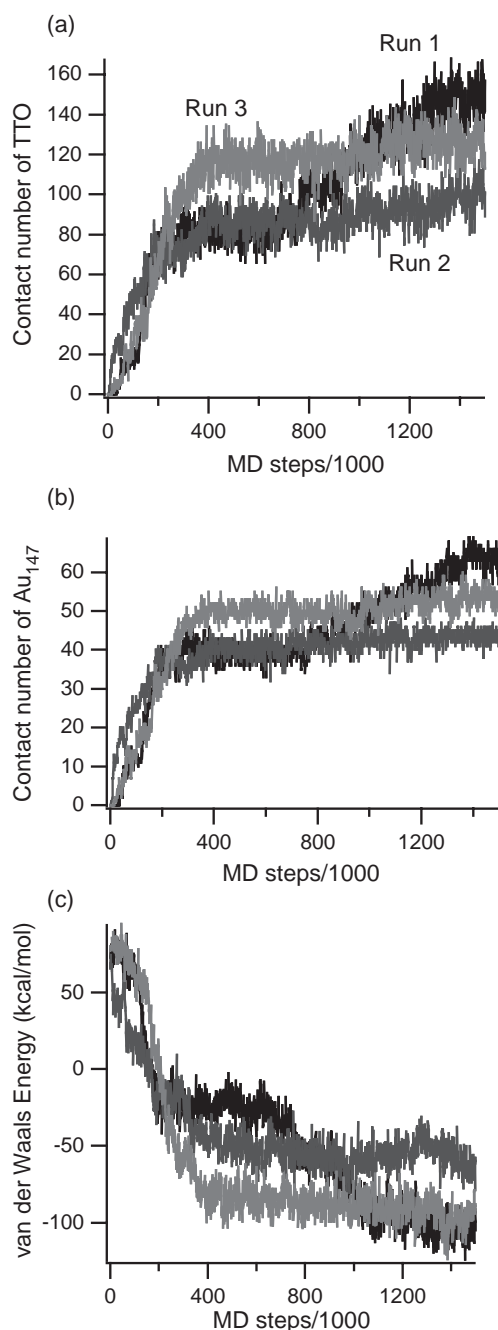 (a)
Run 1
160
140
Run 3
120
100
80
60
40
20
0
Contact number of TTO
Run 2
0
400
800
1200
MD steps/1000
(b)
60
50
40
30
20
10
0
Contact number of Au147
0
400
800
1200
MD steps/1000
(c)
50
0
-50
-100
van der Waals Energy (kcal/mol)
0
400
800
1200
MD steps/1000